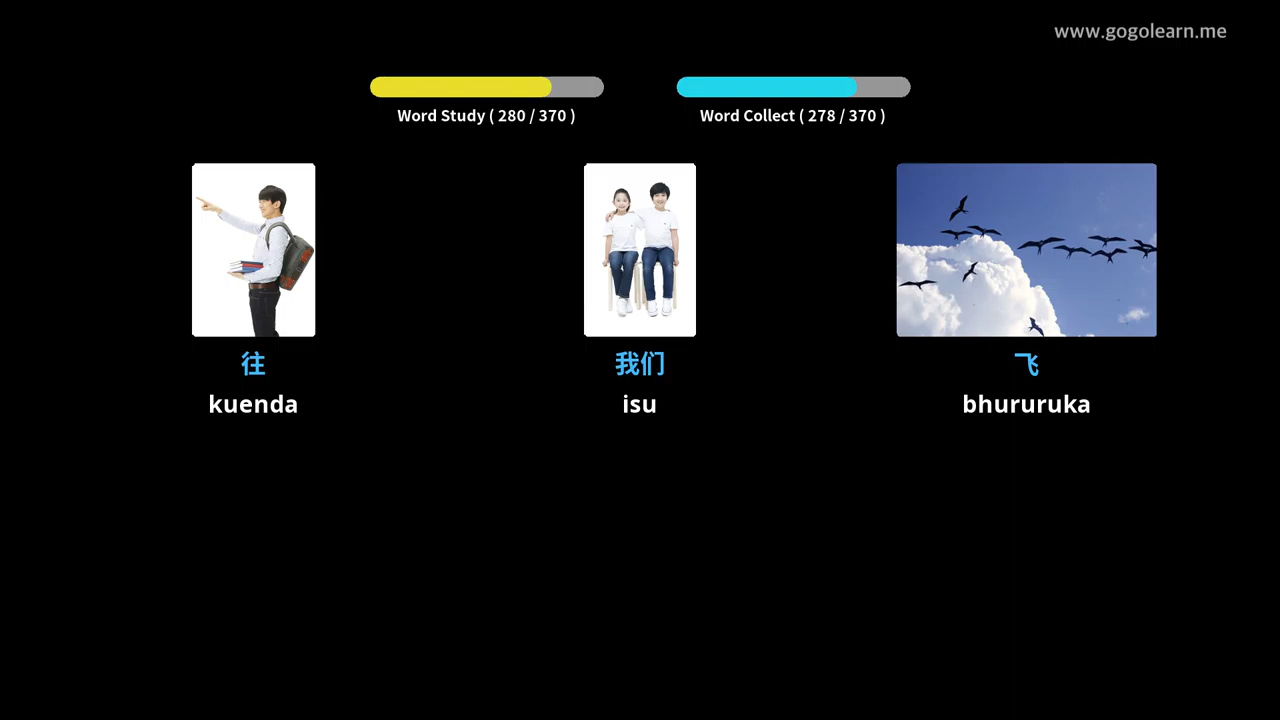 www.gogolearn.me
Word Study ( 280 / 370 )
Word Collect ( 278 / 370 )
往
kuenda
我们
isu
飞
bhururuka